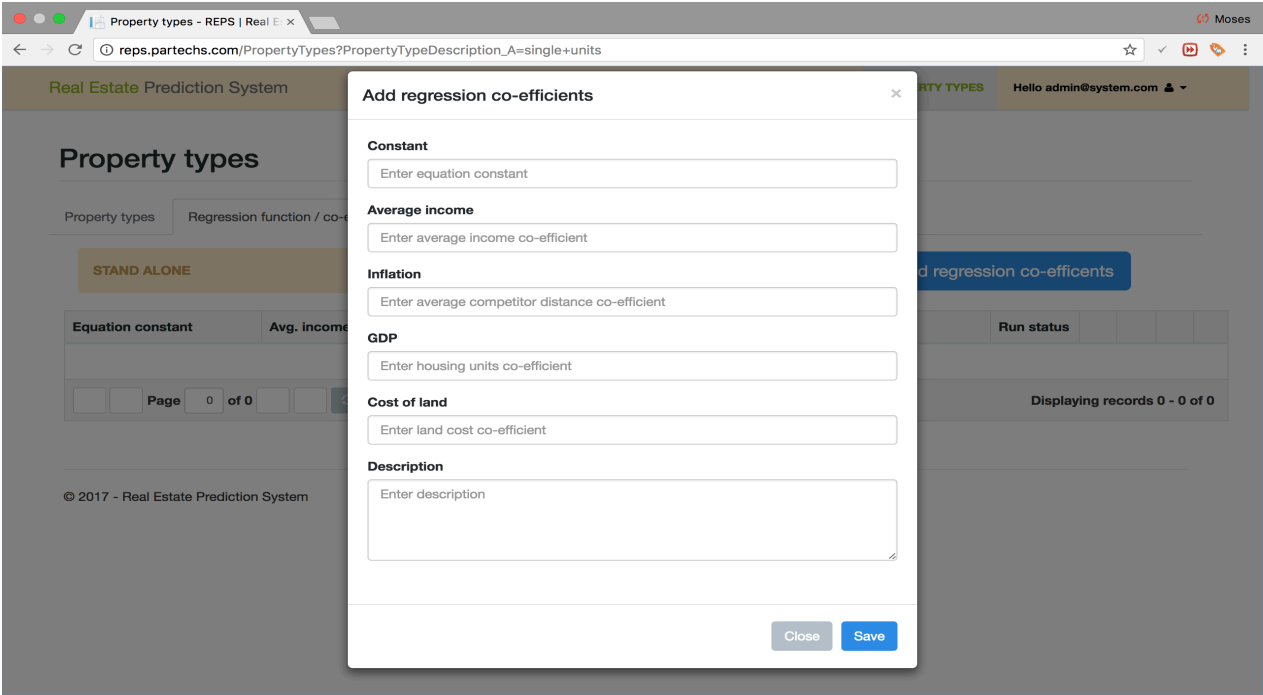 Property types - REPS | Real E
Moses
reps.partechs.com/PropertyTypes?PropertyTypeDescription_A=single+units
Real Estate Prediction System
RTY TYPES
Hello admin@system.com
Add regression co-efficients
×
Property types
Property types
Regression function / co-e
STAND ALONE
d regression co-efficents
Equation constant
Avg. income
Run status
Page 0 of 0
Displaying records 0 - 0 of 0
© 2017 - Real Estate Prediction System
Constant
Enter equation constant
Average income
Enter average income co-efficient
Inflation
Enter average competitor distance co-efficient
GDP
Enter housing units co-efficient
Cost of land
Enter land cost co-efficient
Description
Enter description
Close
Save